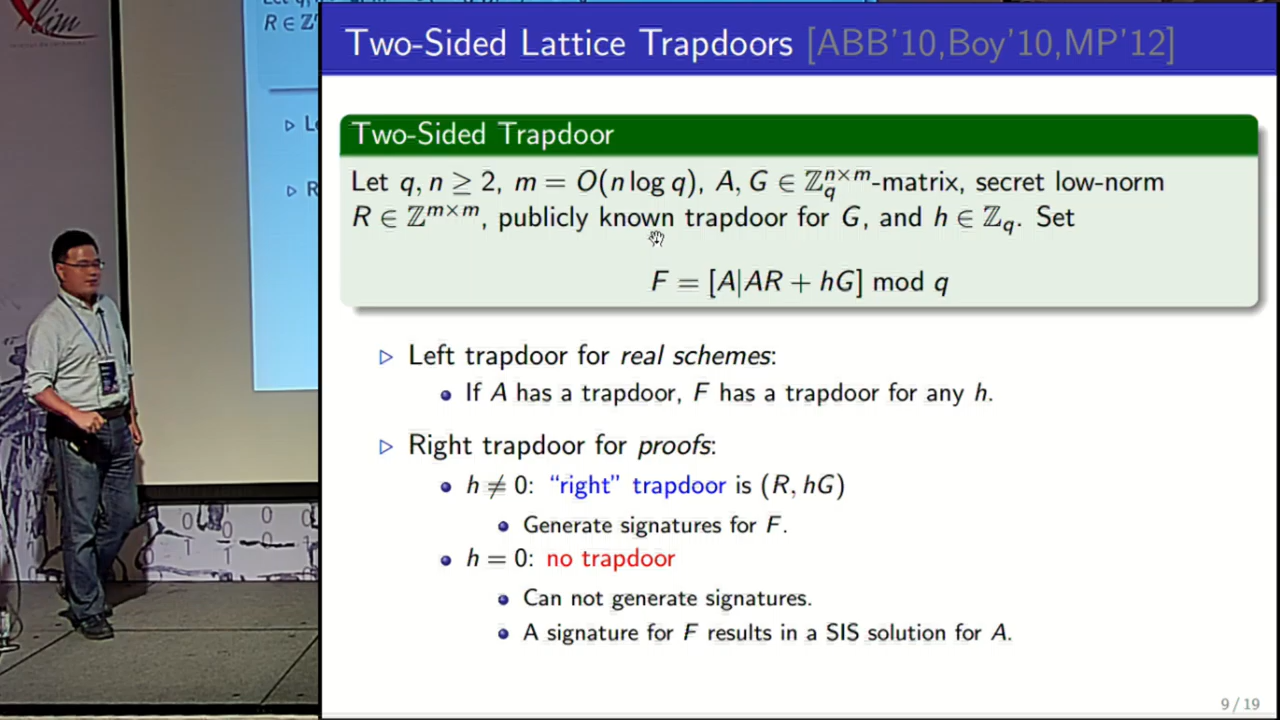 Two-Sided Lattice Trapdoors [ABB'10,Boy'10,MP'12]
Two-Sided Trapdoor
Let q, n ≥ 2, m = O(n log q), A, G ∈ ℤ_q^{n×m}-matrix, secret low-norm
R ∈ ℤ^{m×m}, publicly known trapdoor for G, and h ∈ ℤ_q. Set
F = [A|AR + hG] mod q
▷ Left trapdoor for real schemes:
• If A has a trapdoor, F has a trapdoor for any h.
▷ Right trapdoor for proofs:
• h ≠ 0: “right” trapdoor is (R, hG)
• Generate signatures for F.
• h = 0: no trapdoor
• Can not generate signatures.
• A signature for F results in a SIS solution for A.
9 / 19